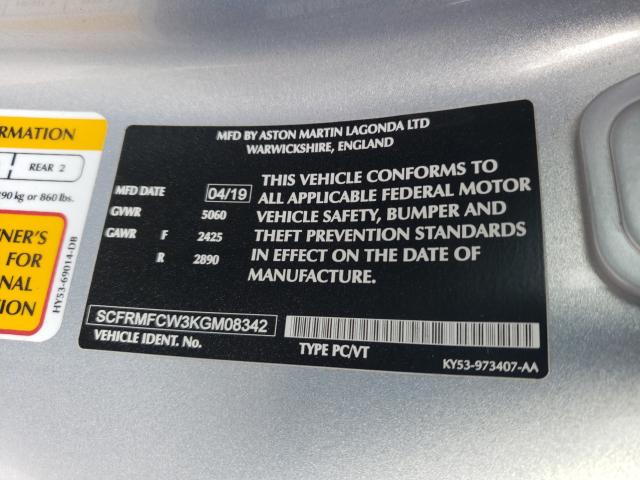 RMATION
REAR 2
390 kg or 860 lbs.
NER'S
FOR
NAL
TION
HY53-69014-DB
MFD BY ASTON MARTIN LAGONDA LTD
WARWICKSHIRE, ENGLAND
MFD DATE 04/19
GVWR 5060
GAWR F 2425
R 2890
THIS VEHICLE CONFORMS TO
ALL APPLICABLE FEDERAL MOTOR
VEHICLE SAFETY, BUMPER AND
THEFT PREVENTION STANDARDS
IN EFFECT ON THE DATE OF
MANUFACTURE.
SCFRMFCW3KGM08342
VEHICLE IDENT. No.
TYPE PC/VT
KY53-973407-AA